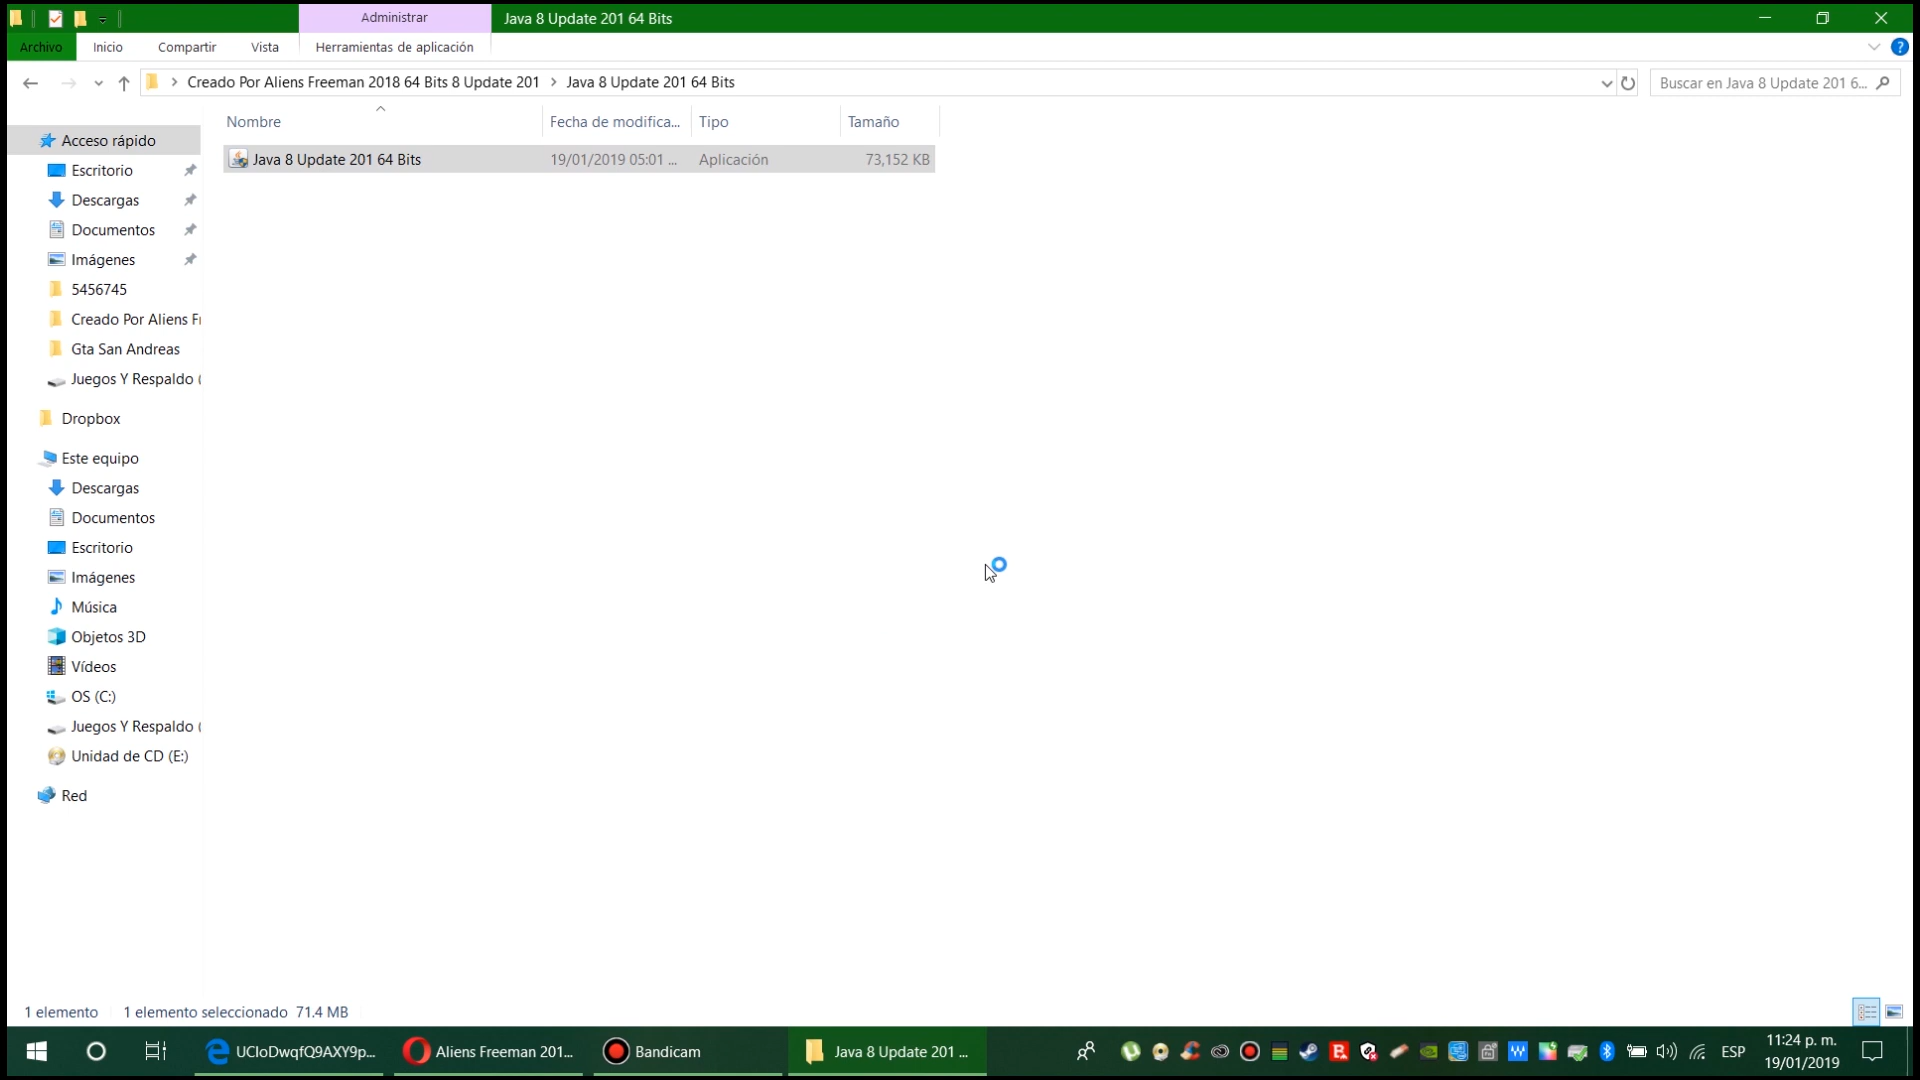 Administrar
Java 8 Update 201 64 Bits
Archivo
Inicio
Compartir
Vista
Herramientas de aplicación
?
Creado Por Aliens Freeman 2018 64 Bits 8 Update 201 > Java 8 Update 201 64 Bits
Buscar en Java 8 Update 201 6...
Nombre
Fecha de modifica...
Tipo
Tamaño
Java 8 Update 201 64 Bits
19/01/2019 05:01 ...
Aplicación
73,152 KB
Acceso rápido
Escritorio
Descargas
Documentos
Imágenes
5456745
Creado Por Aliens Fr
Gta San Andreas
Juegos Y Respaldo (
Dropbox
Este equipo
Descargas
Documentos
Escritorio
Imágenes
Música
Objetos 3D
Vídeos
OS (C:)
Juegos Y Respaldo (
Unidad de CD (E:)
Red
1 elemento
1 elemento seleccionado 71.4 MB
UCIoDwqfQ9AXY9p...
Aliens Freeman 201...
Bandicam
Java 8 Update 201 ...
ESP
11:24 p. m.
19/01/2019